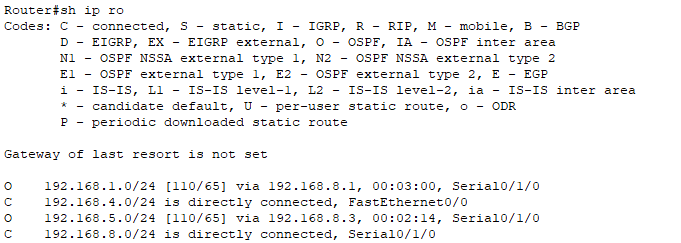 Router#sh ip ro
Codes: C - connected, S - static, I - IGRP, R - RIP, M - mobile, B - BGP
       D - EIGRP, EX - EIGRP external, O - OSPF, IA - OSPF inter area
       N1 - OSPF NSSA external type 1, N2 - OSPF NSSA external type 2
       E1 - OSPF external type 1, E2 - OSPF external type 2, E - EGP
       i - IS-IS, L1 - IS-IS level-1, L2 - IS-IS level-2, ia - IS-IS inter area
       * - candidate default, U - per-user static route, o - ODR
       P - periodic downloaded static route

Gateway of last resort is not set

O    192.168.1.0/24 [110/65] via 192.168.8.1, 00:03:00, Serial0/1/0
C    192.168.4.0/24 is directly connected, FastEthernet0/0
O    192.168.5.0/24 [110/65] via 192.168.8.3, 00:02:14, Serial0/1/0
C    192.168.8.0/24 is directly connected, Serial0/1/0